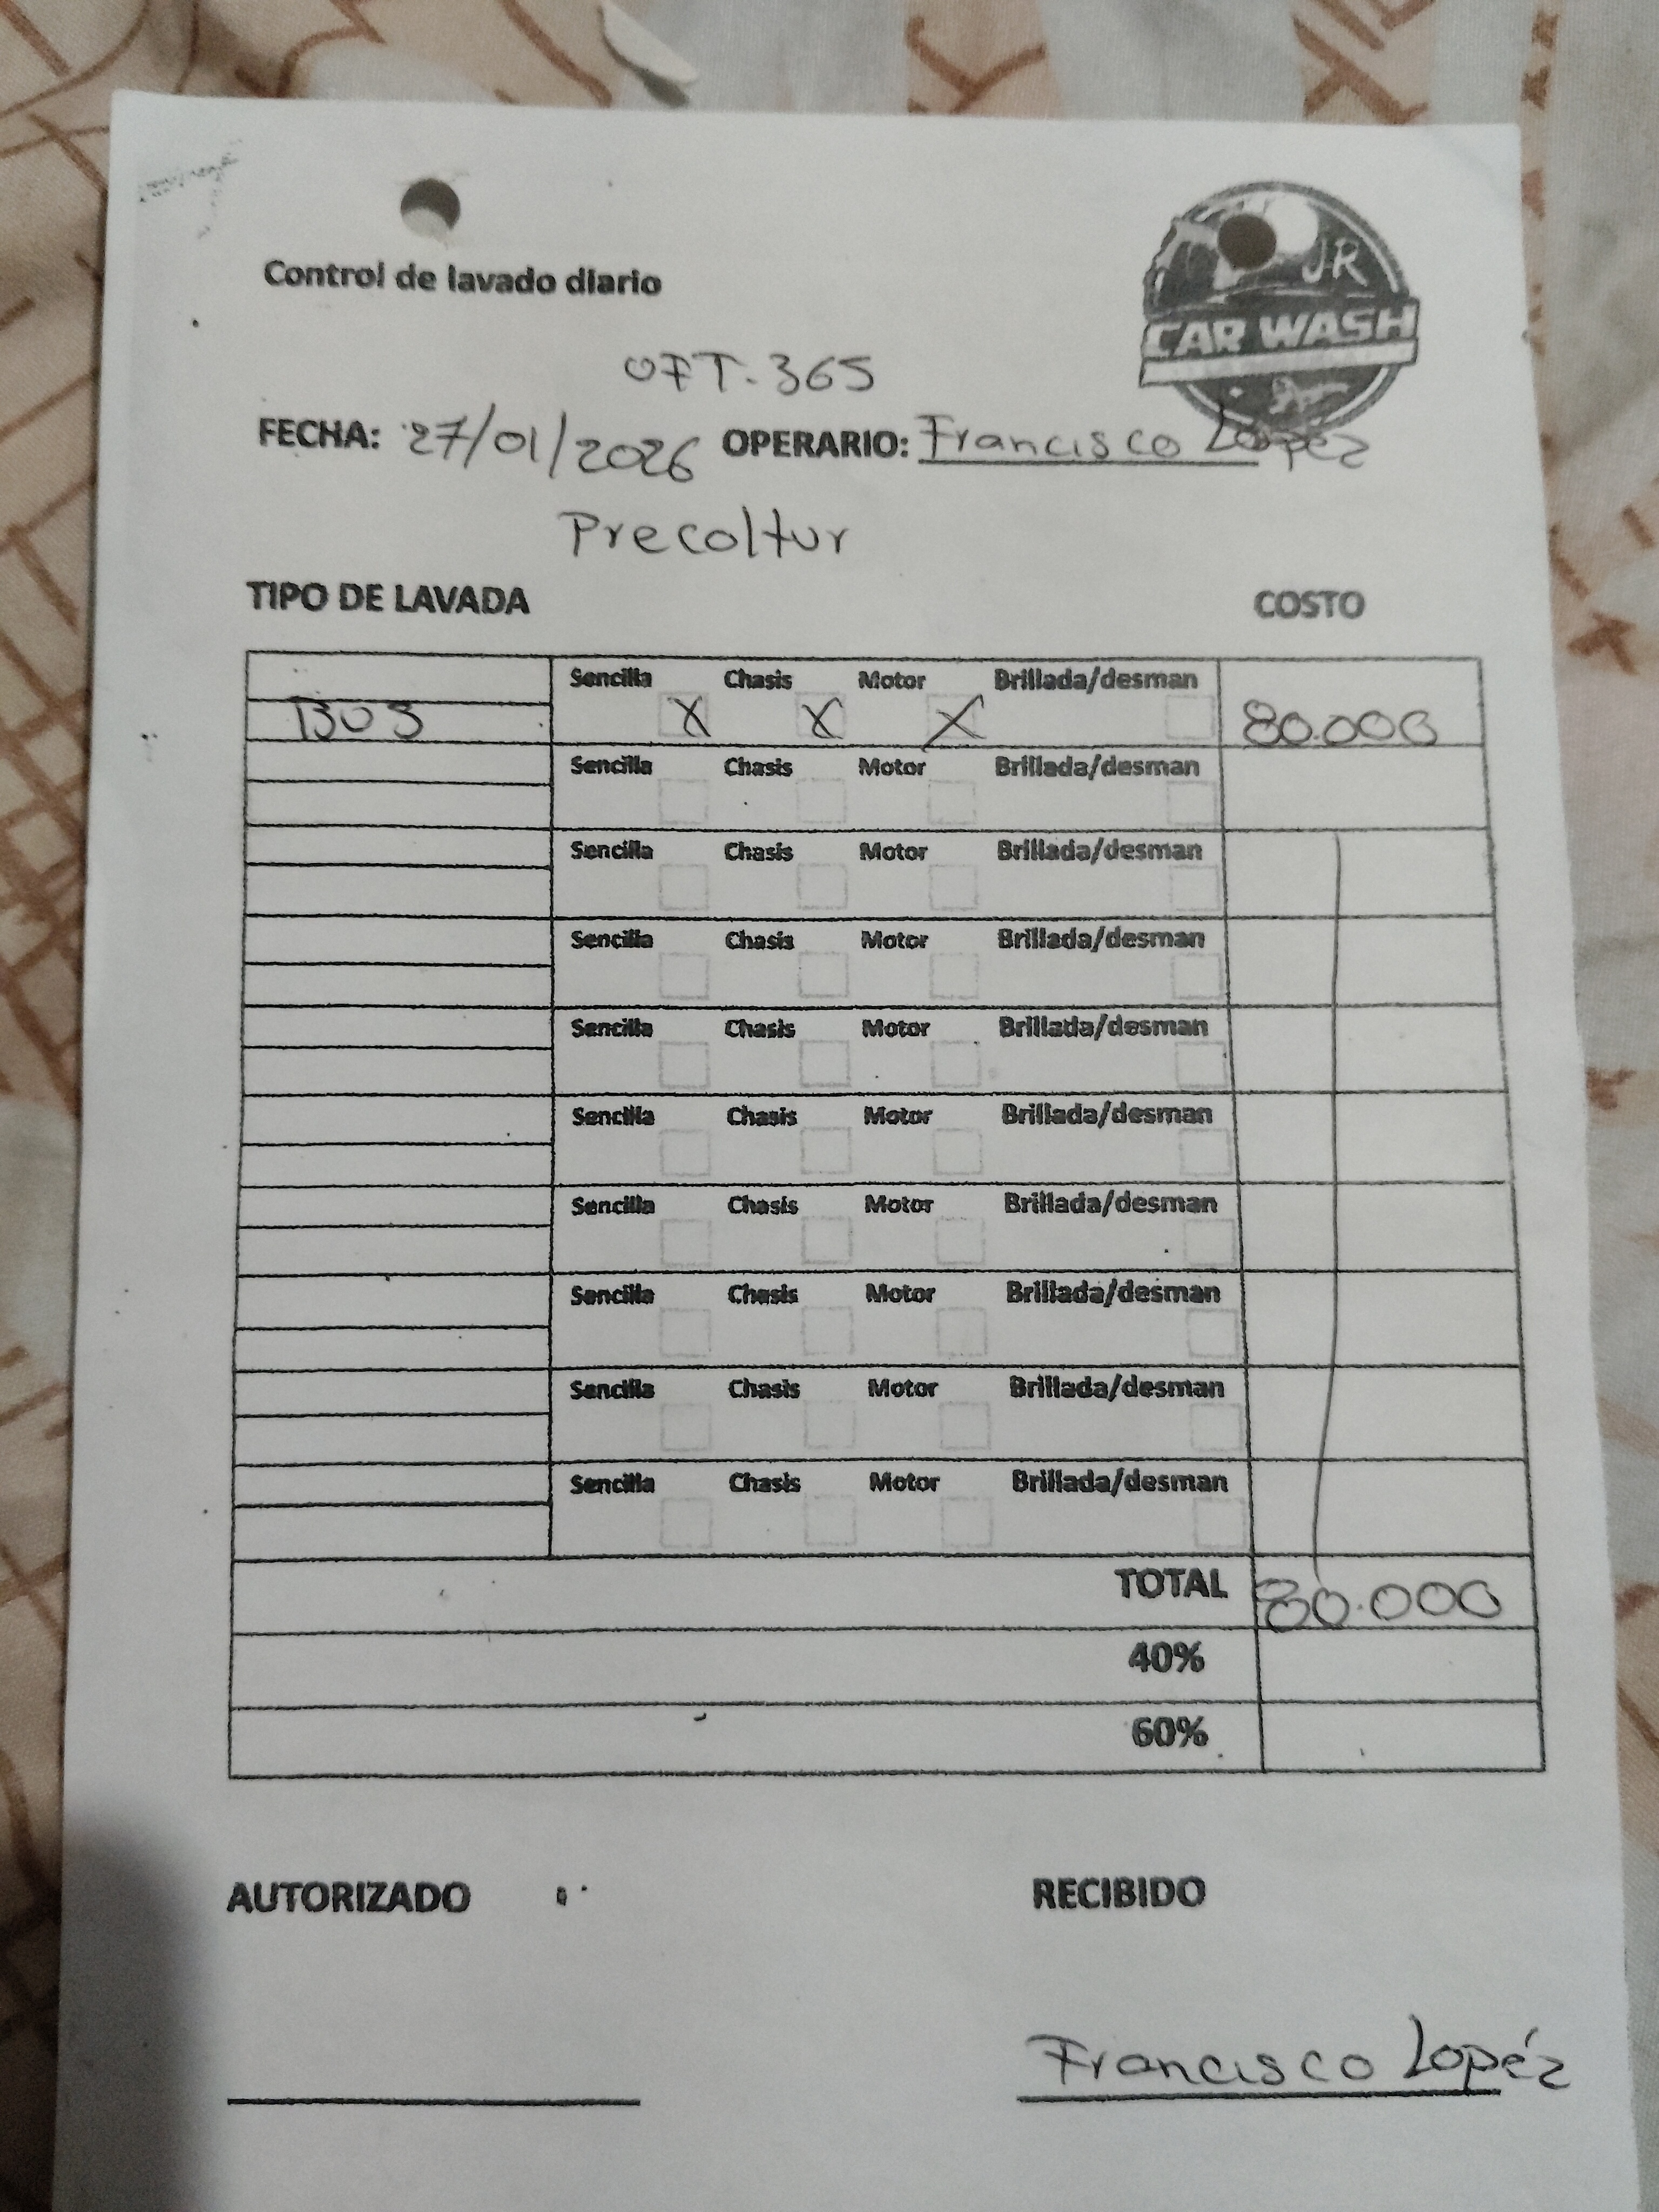 JR
CAR WASH
Control de lavado diario
OFT-365
FECHA: 27/01/2026 OPERARIO: Francisco Lopéz
Precoltur
TIPO DE LAVADA COSTO
Sencilla Chasis Motor Brillada/desman
BUS X X X 80.000
Sencilla Chasis Motor Brillada/desman
Sencilla Chasis Motor Brillada/desman
Sencilla Chasis Motor Brillada/desman
Sencilla Chasis Motor Brillada/desman
Sencilla Chasis Motor Brillada/desman
Sencilla Chasis Motor Brillada/desman
Sencilla Chasis Motor Brillada/desman
Sencilla Chasis Motor Brillada/desman
Sencilla Chasis Motor Brillada/desman
TOTAL 80.000
40%
60%
AUTORIZADO RECIBIDO
Francisco Lopéz